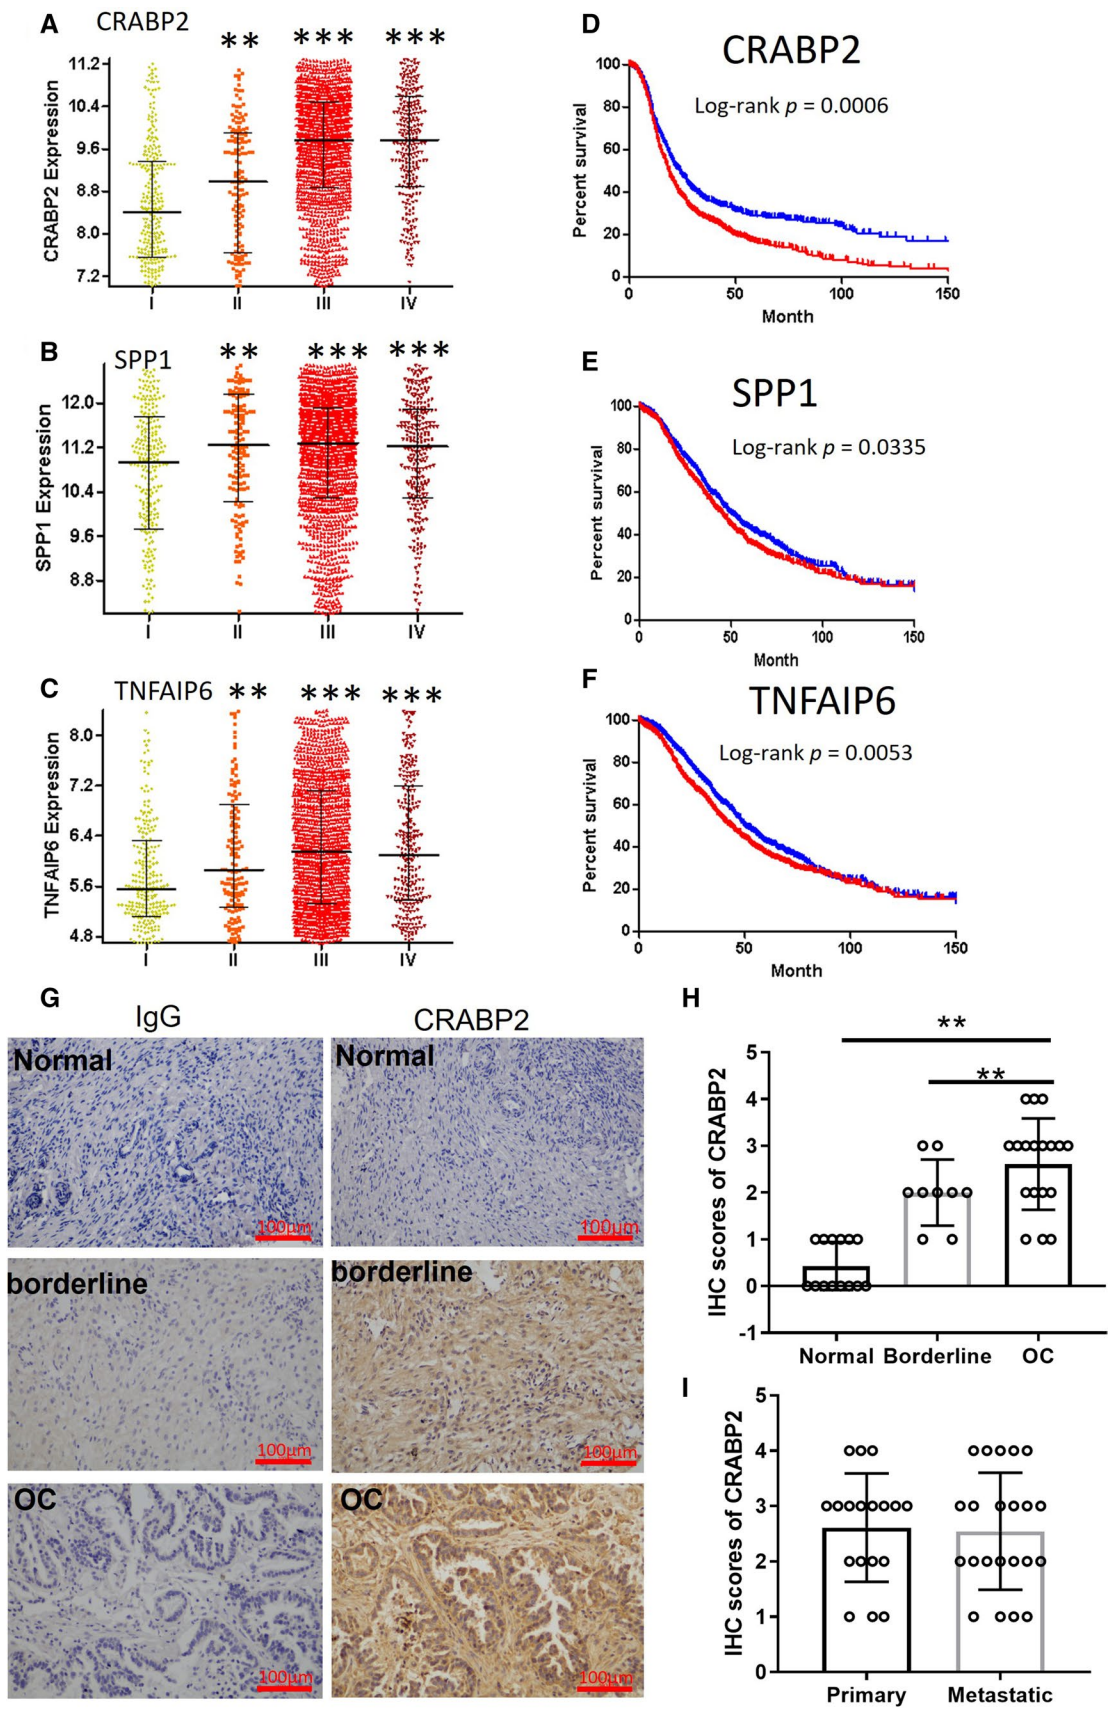 A
CRABP2
** *** ***
CRABP2 Expression
11.2
10.4
9.6
8.8
8.0
7.2
I II III IV
B
SPP1
** *** ***
SPP1 Expression
12.0
11.2
10.4
9.6
8.8
I II III IV
C
TNFAIP6
** *** ***
TNFAIP6 Expression
8.0
7.2
6.4
5.6
4.8
I II III IV
D
CRABP2
Log-rank p = 0.0006
Percent survival
100
80
60
40
20
0
0 50 100 150
Month
E
SPP1
Log-rank p = 0.0335
Percent survival
100
80
60
40
20
0
0 50 100 150
Month
F
TNFAIP6
Log-rank p = 0.0053
Percent survival
100
80
60
40
20
0
0 50 100 150
Month
G
IgG CRABP2
Normal Normal
100μm 100μm
borderline borderline
100μm 100μm
OC OC
100μm 100μm
H
**
**
IHC scores of CRABP2
5
4
3
2
1
0
-1
Normal Borderline OC
I
IHC scores of CRABP2
5
4
3
2
1
0
Primary Metastatic